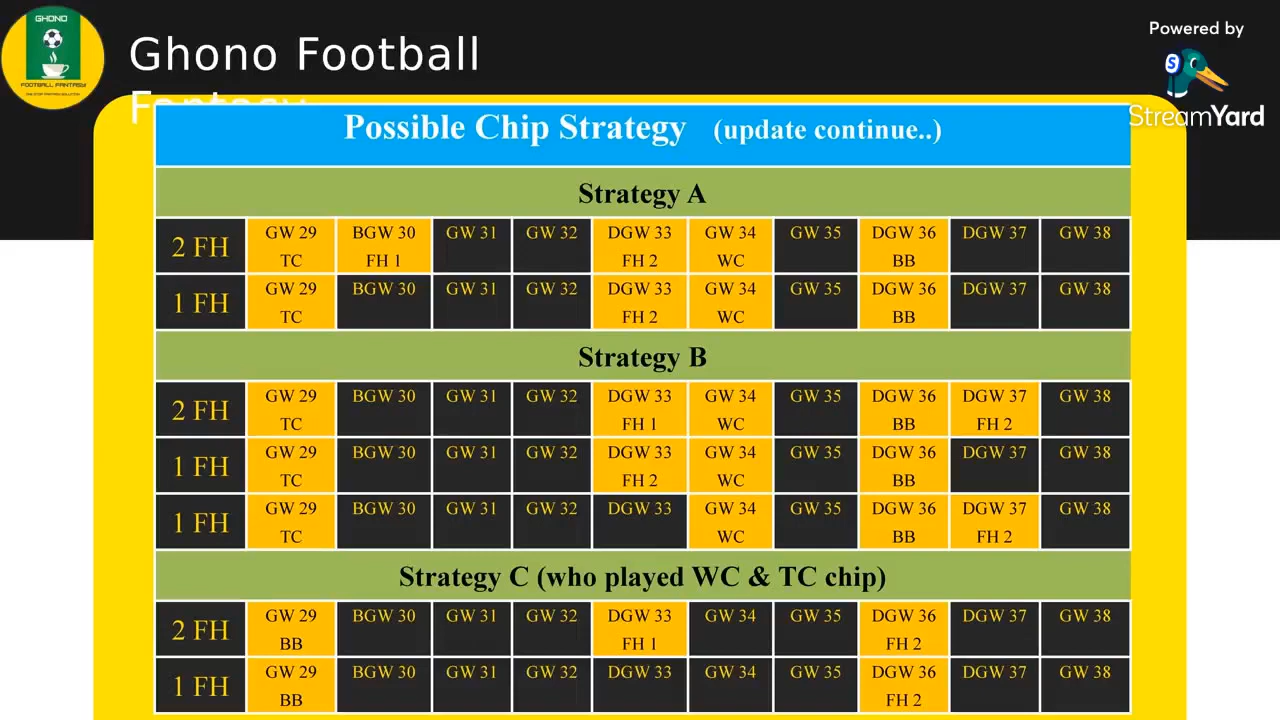 GHONO
FOOTBALL FANTASY
Ghono Football
Fantasy
Powered by
S
StreamYard
Possible Chip Strategy (update continue..)
Strategy A
2 FH GW 29 BGW 30 GW 31 GW 32 DGW 33 GW 34 GW 35 DGW 36 DGW 37 GW 38
TC FH 1 FH 2 WC BB
1 FH GW 29 BGW 30 GW 31 GW 32 DGW 33 GW 34 GW 35 DGW 36 DGW 37 GW 38
TC FH 2 WC BB
Strategy B
2 FH GW 29 BGW 30 GW 31 GW 32 DGW 33 GW 34 GW 35 DGW 36 DGW 37 GW 38
TC FH 1 WC BB FH 2
1 FH GW 29 BGW 30 GW 31 GW 32 DGW 33 GW 34 GW 35 DGW 36 DGW 37 GW 38
TC FH 2 WC BB
1 FH GW 29 BGW 30 GW 31 GW 32 DGW 33 GW 34 GW 35 DGW 36 DGW 37 GW 38
TC WC BB FH 2
Strategy C (who played WC & TC chip)
2 FH GW 29 BGW 30 GW 31 GW 32 DGW 33 GW 34 GW 35 DGW 36 DGW 37 GW 38
BB FH 1 FH 2
1 FH GW 29 BGW 30 GW 31 GW 32 DGW 33 GW 34 GW 35 DGW 36 DGW 37 GW 38
BB FH 2